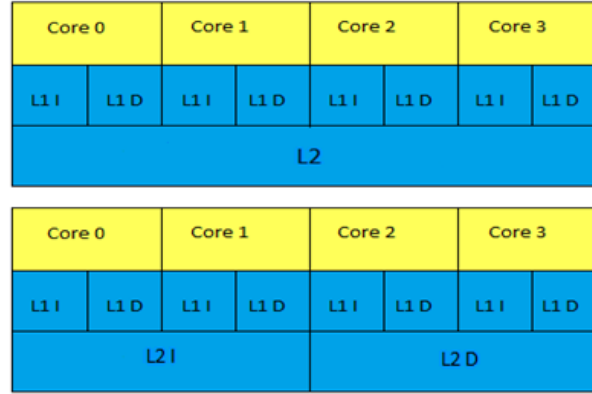 Core 0 Core 1 Core 2 Core 3
L1 I L1 D L1 I L1 D L1 I L1 D L1 I L1 D
L2
Core 0 Core 1 Core 2 Core 3
L1 I L1 D L1 I L1 D L1 I L1 D L1 I L1 D
L2 I L2 D